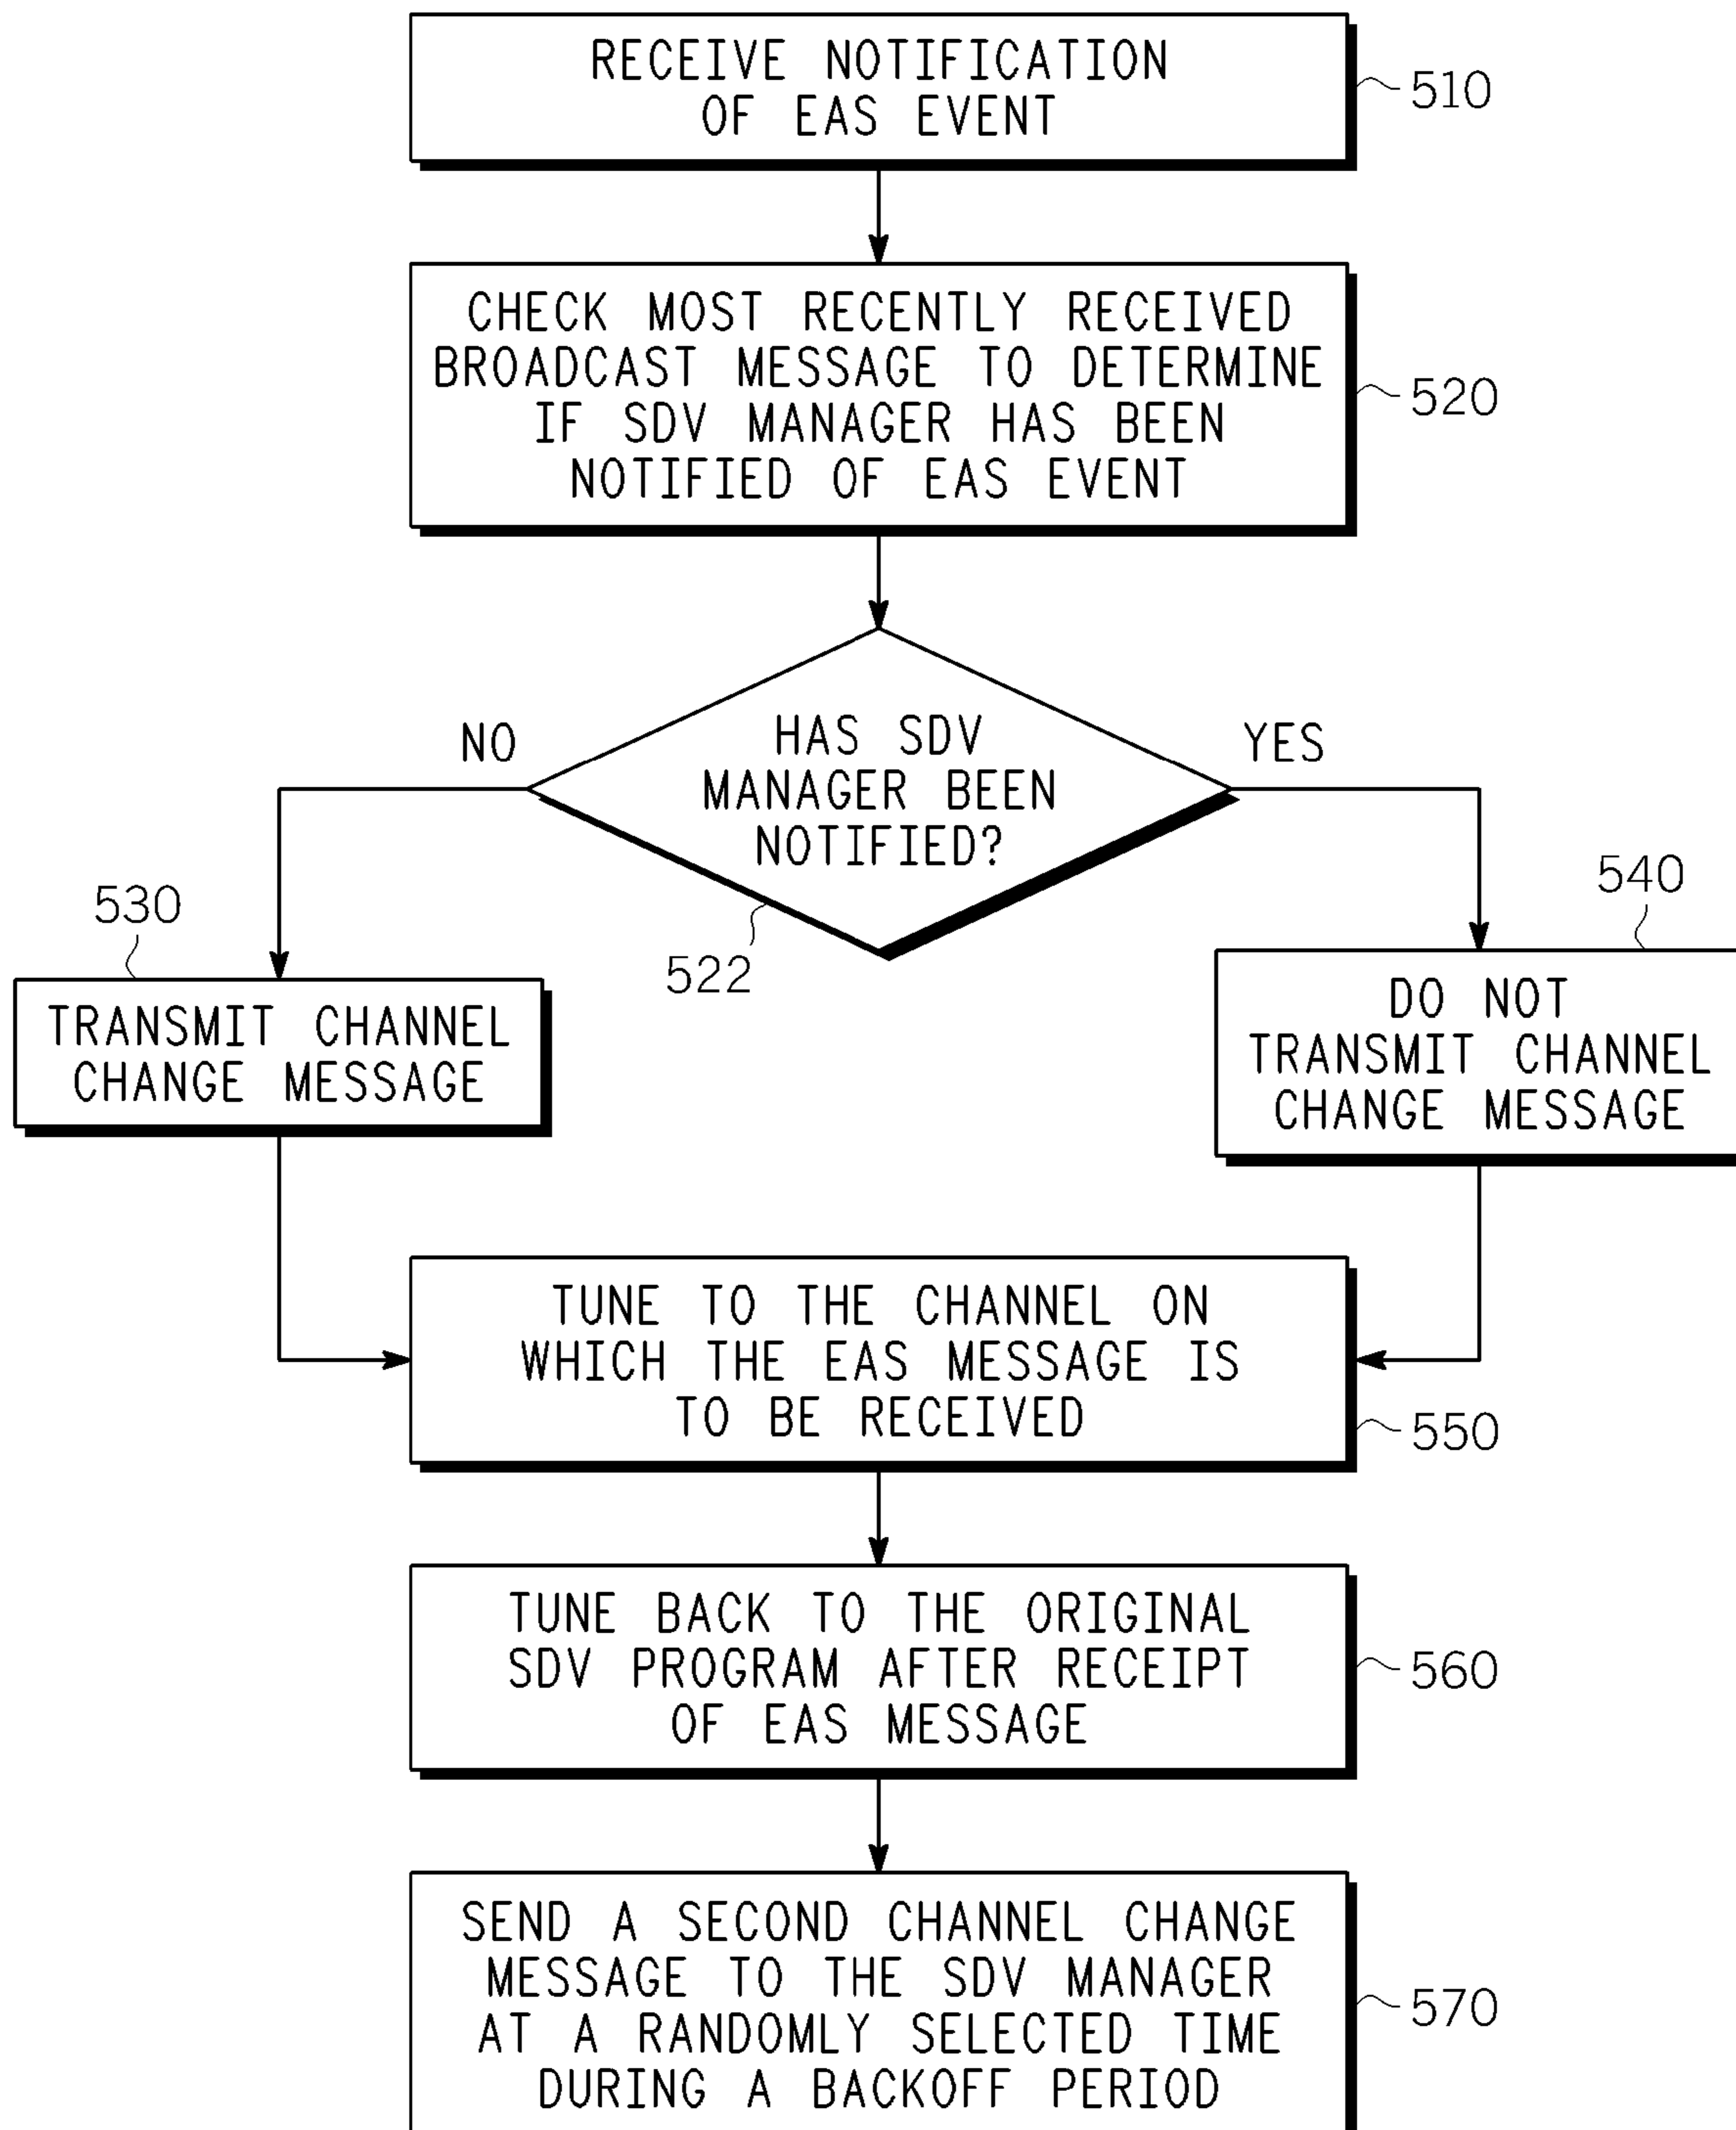 RECEIVE NOTIFICATION
OF EAS EVENT
510
CHECK MOST RECENTLY RECEIVED
BROADCAST MESSAGE TO DETERMINE
IF SDV MANAGER HAS BEEN
NOTIFIED OF EAS EVENT
520
NO
HAS SDV
MANAGER BEEN
NOTIFIED?
YES
522
530
TRANSMIT CHANNEL
CHANGE MESSAGE
540
DO NOT
TRANSMIT CHANNEL
CHANGE MESSAGE
TUNE TO THE CHANNEL ON
WHICH THE EAS MESSAGE IS
TO BE RECEIVED
550
TUNE BACK TO THE ORIGINAL
SDV PROGRAM AFTER RECEIPT
OF EAS MESSAGE
560
SEND A SECOND CHANNEL CHANGE
MESSAGE TO THE SDV MANAGER
AT A RANDOMLY SELECTED TIME
DURING A BACKOFF PERIOD
570